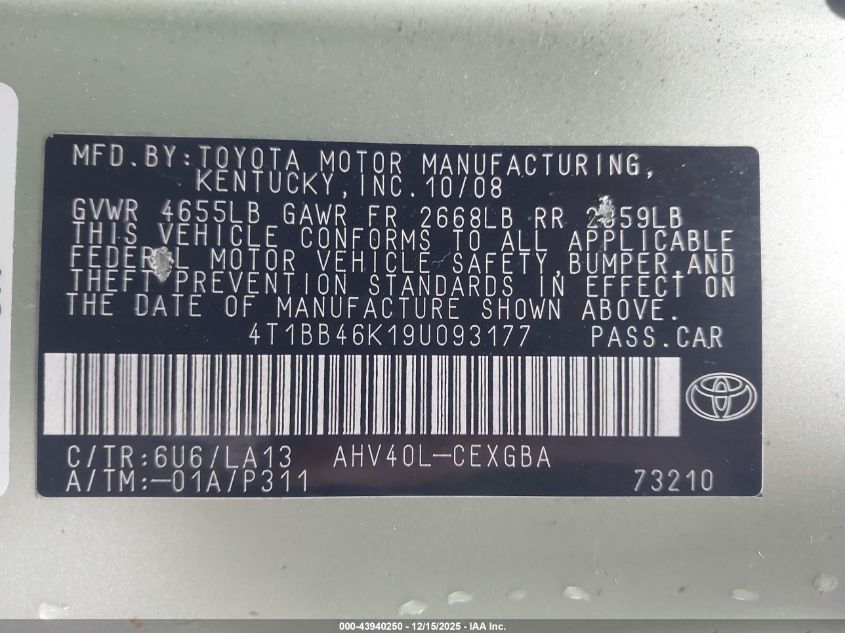 MFD.BY:TOYOTA MOTOR MANUFACTURING,
KENTUCKY,INC.10/08
GVWR 4655LB GAWR FR 2668LB RR
THIS VEHICLE CONFORMS TO ALL APPLICABLE
FEDERAL MOTOR VEHICLE SAFETY,BUMPER,AND
THEFT PREVENTION STANDARDS IN EFFECT ON
THE DATE OF MANUFACTURE SHOWN ABOVE.
4T1BB46K19U093177 PASS.CAR
C/TR:6U6/LA13 AHV40L-CEXGBA
A/TM:-01A/P311 73210
000-43940250 - 12/15/2025 - IAA Inc.